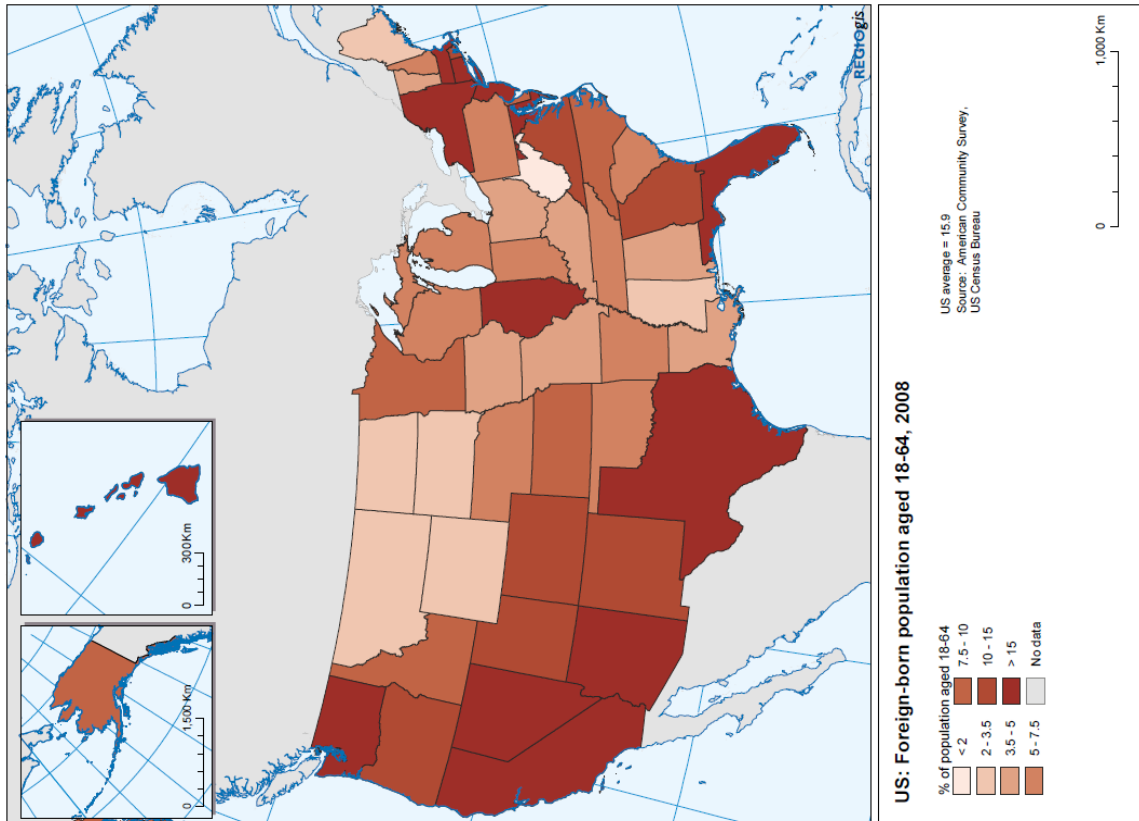 0 1,500 Km
0 300 Km
REGIOgis
US: Foreign-born population aged 18-64, 2008
% of population aged 18-64
< 2
2 - 3.5
3.5 - 5
5 - 7.5
7.5 - 10
10 - 15
> 15
No data
US average = 15.9
Source: American Community Survey,
US Census Bureau
0 1,000 Km